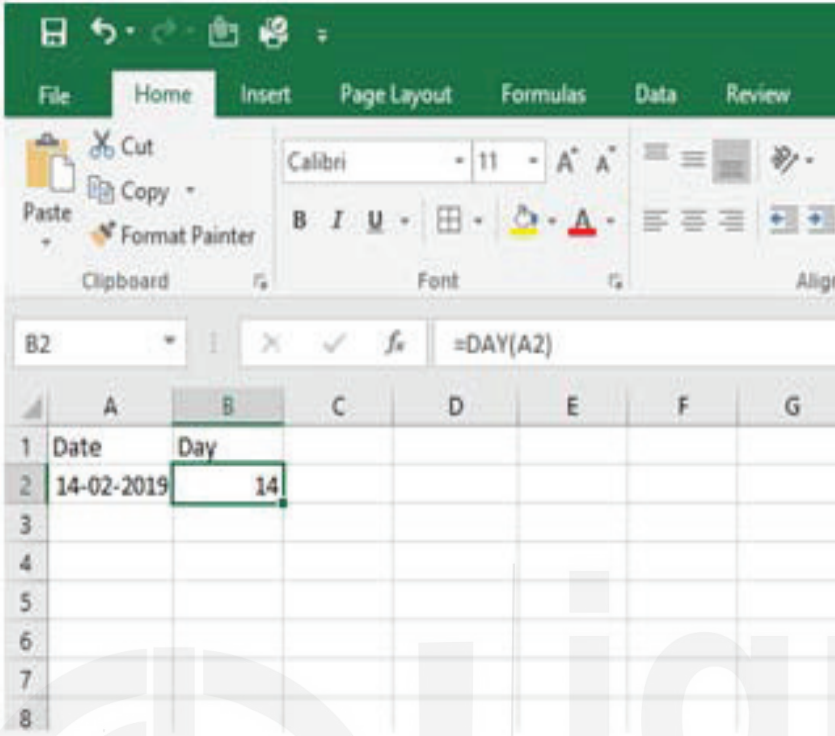 File Home Insert Page Layout Formulas Data Review
Cut
Calibri 11 A A
Copy
Paste
B I U A
Format Painter
Clipboard Font
B2 fx =DAY(A2)
A B C D E F G
1 Date Day
2 14-02-2019 14
3
4
5
6
7
8